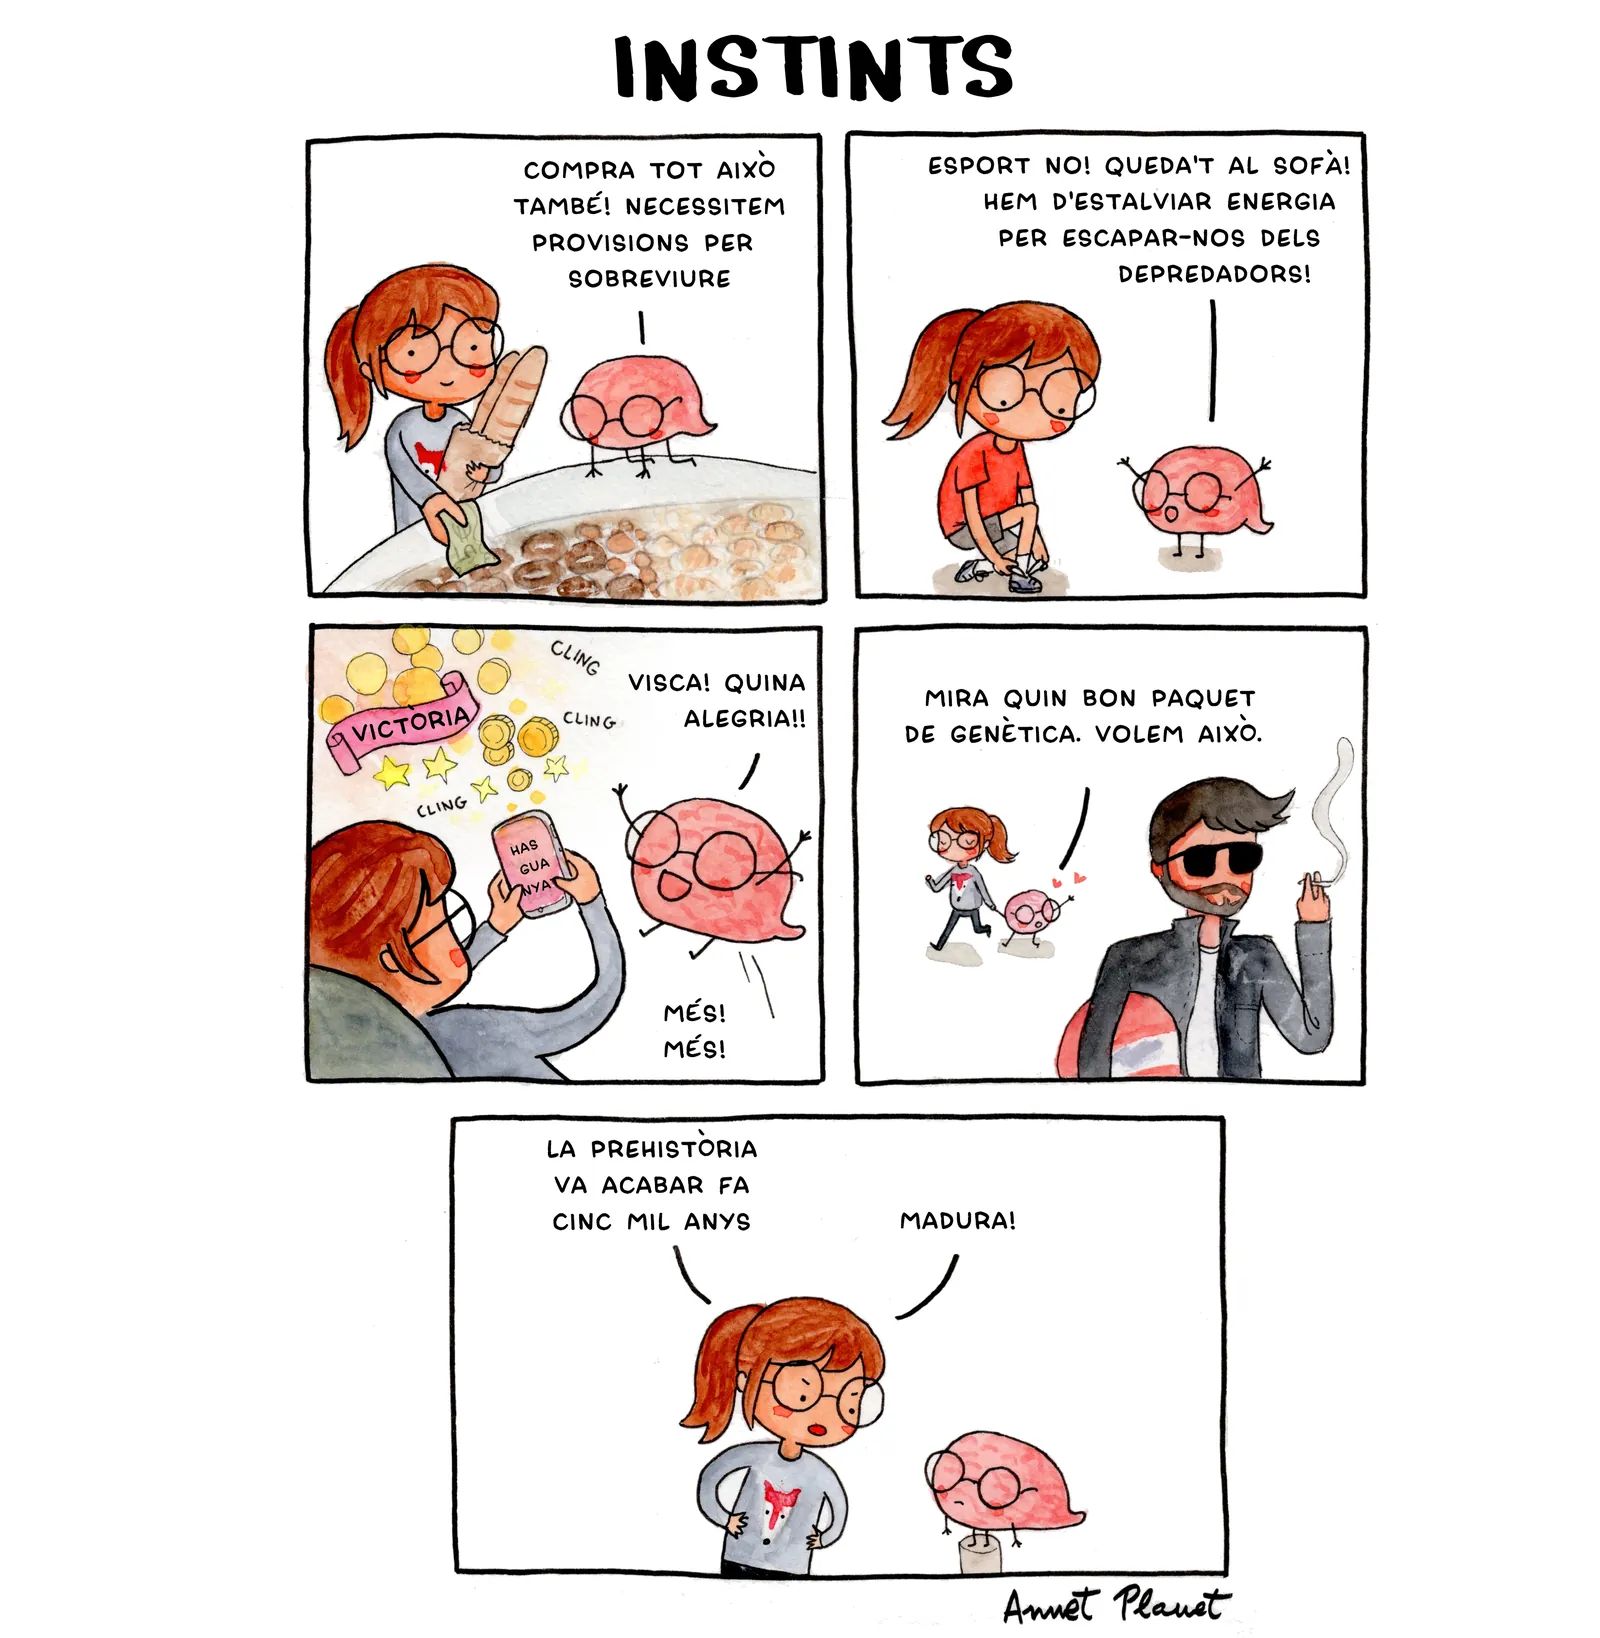 INSTINTS
COMPRA TOT AIXÒ
TAMBÉ! NECESSITEM
PROVISIONS PER
SOBREVIURE
ESPORT NO! QUEDA'T AL SOFÀ!
HEM D'ESTALVIAR ENERGIA
PER ESCAPAR-NOS DELS
DEPREDADORS!
CLING
VISCA! QUINA
ALEGRIA!!
VICTÒRIA
CLING
CLING
HAS
GUA
NYAT
MÉS!
MÉS!
MIRA QUIN BON PAQUET
DE GENÈTICA. VOLEM AIXÒ.
LA PREHISTÒRIA
VA ACABAR FA
CINC MIL ANYS
MADURA!
Annet Planet